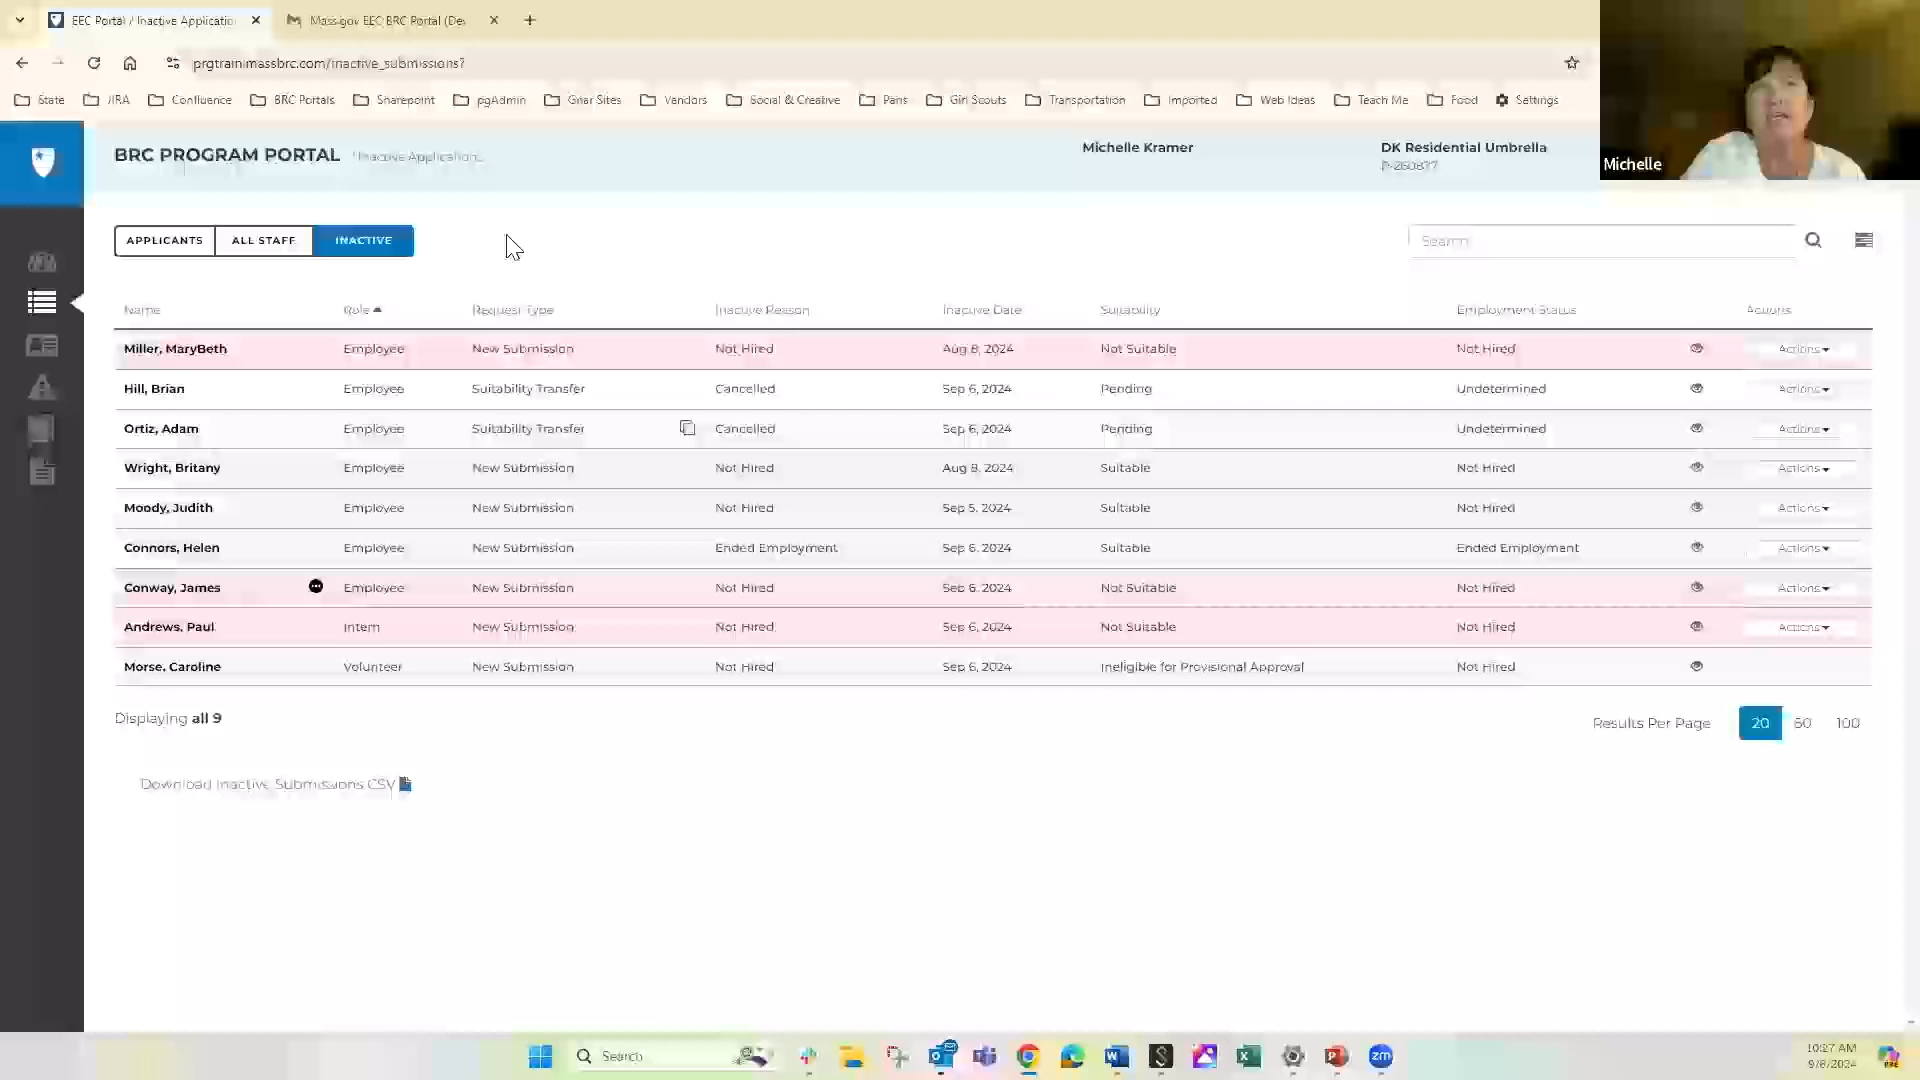 EEC Portal / Inactive Applicatio
Mass.gov EEC BRC Portal (Dev
prgtrain.massbrc.com/inactive_submissions?
State JIRA Confluence BRC Portals Sharepoint pgAdmin Gnar Sites Vendors Social & Creative Paris Girl Scouts Transportation Imported Web Ideas Teach Me Food Settings
BRC PROGRAM PORTAL Inactive Application...
Michelle Kramer
DK Residential Umbrella
Michelle
APPLICANTS ALL STAFF INACTIVE
Search
Name Role Request Type Inactive Reason Inactive Date Suitability Employment Status Actions
Miller, MaryBeth Employee New Submission Not Hired Aug 8, 2024 Not Suitable Not Hired Actions
Hill, Brian Employee Suitability Transfer Cancelled Sep 6, 2024 Pending Undetermined Actions
Ortiz, Adam Employee Suitability Transfer Cancelled Sep 6, 2024 Pending Undetermined Actions
Wright, Britany Employee New Submission Not Hired Aug 8, 2024 Suitable Not Hired Actions
Moody, Judith Employee New Submission Not Hired Sep 5, 2024 Suitable Not Hired Actions
Connors, Helen Employee New Submission Ended Employment Sep 6, 2024 Suitable Ended Employment Actions
Conway, James Employee New Submission Not Hired Sep 6, 2024 Not Suitable Not Hired Actions
Andrews, Paul Intern New Submission Not Hired Sep 6, 2024 Not Suitable Not Hired Actions
Morse, Caroline Volunteer New Submission Not Hired Sep 6, 2024 Ineligible for Provisional Approval Not Hired
Displaying all 9
Results Per Page 20 50 100
Download Inactive Submissions CSV
Search
10:27 AM